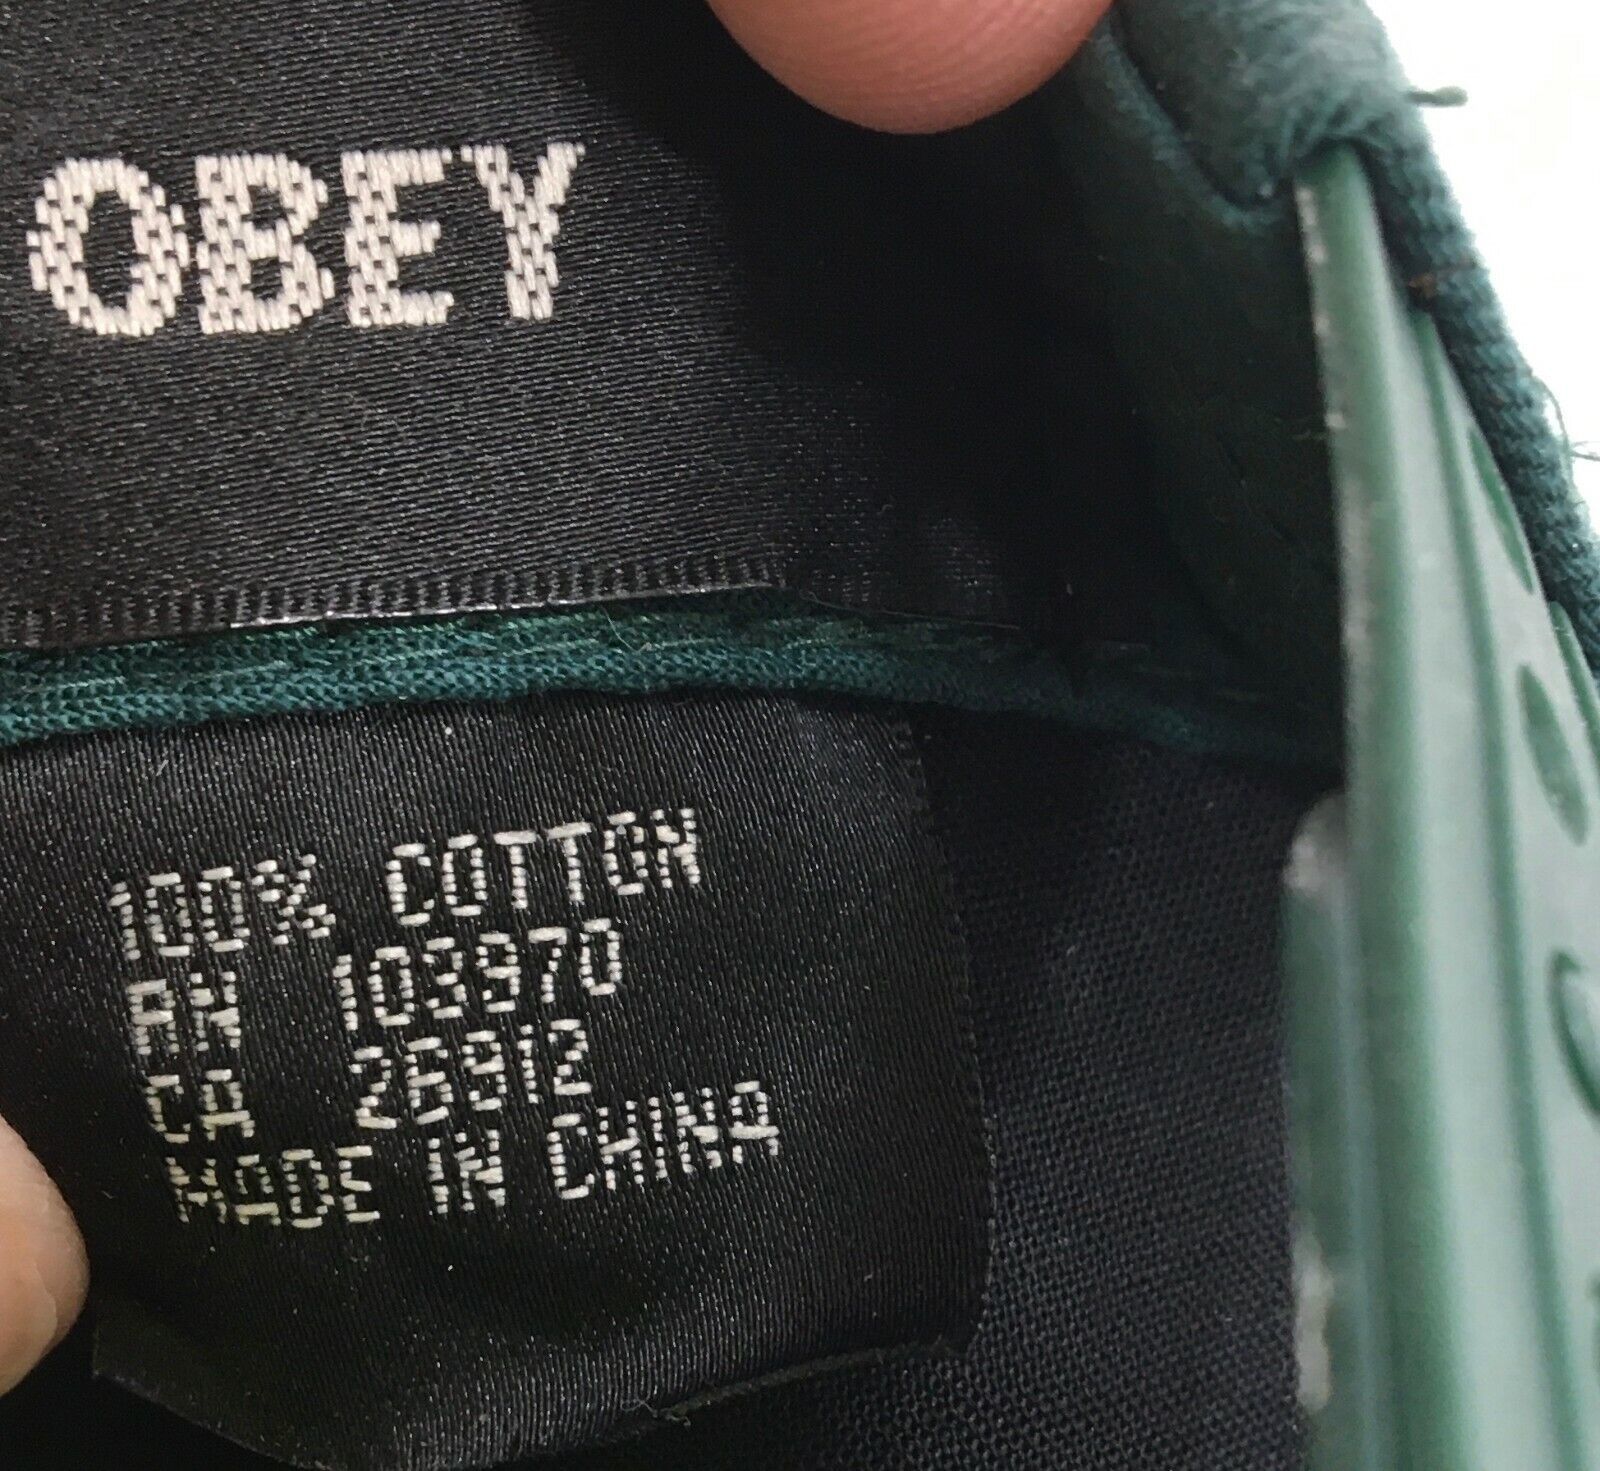 OBEY
100% COTTON
RN 103970
CA 26912
MADE IN CHINA